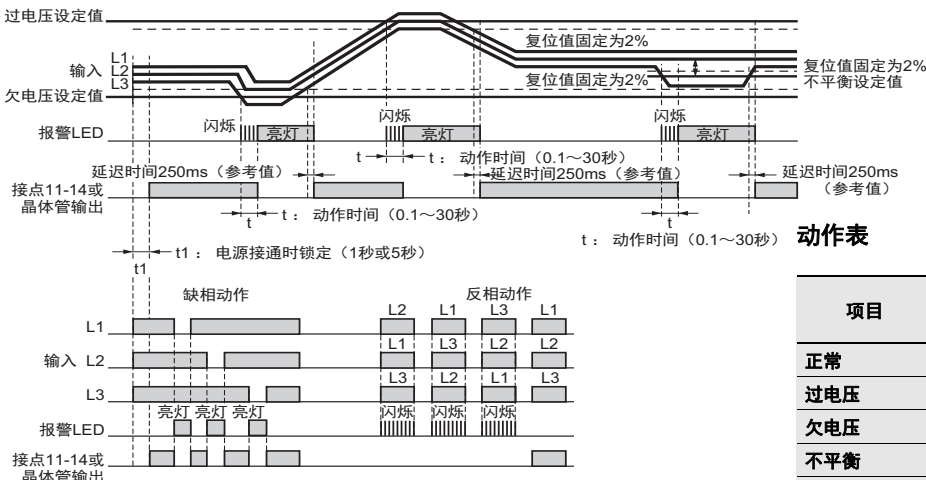 过电压设定值
复位值固定为2%
L1
输入 L2
L3
复位值固定为2%
复位值固定为2%
不平衡设定值
欠电压设定值
闪烁
闪烁
闪烁
报警LED
亮灯
亮灯
亮灯
t
t： 动作时间（0.1～30秒）
延迟时间250ms（参考值）
延迟时间250ms（参考值）
延迟时间250ms
（参考值）
接点11-14或
晶体管输出
t
t： 动作时间（0.1～30秒）
t
t： 动作时间（0.1～30秒）
动作表
t1
t1： 电源接通时锁定（1秒或5秒）
缺相动作
反相动作
项目
L2 L1 L3 L1
L1
L1 L3 L2 L2
输入 L2
正常
L3 L2 L1 L3
L3
过电压
亮灯 亮灯 亮灯
闪烁 闪烁 闪烁
报警LED
欠电压
接点11-14或
晶体管输出
不平衡